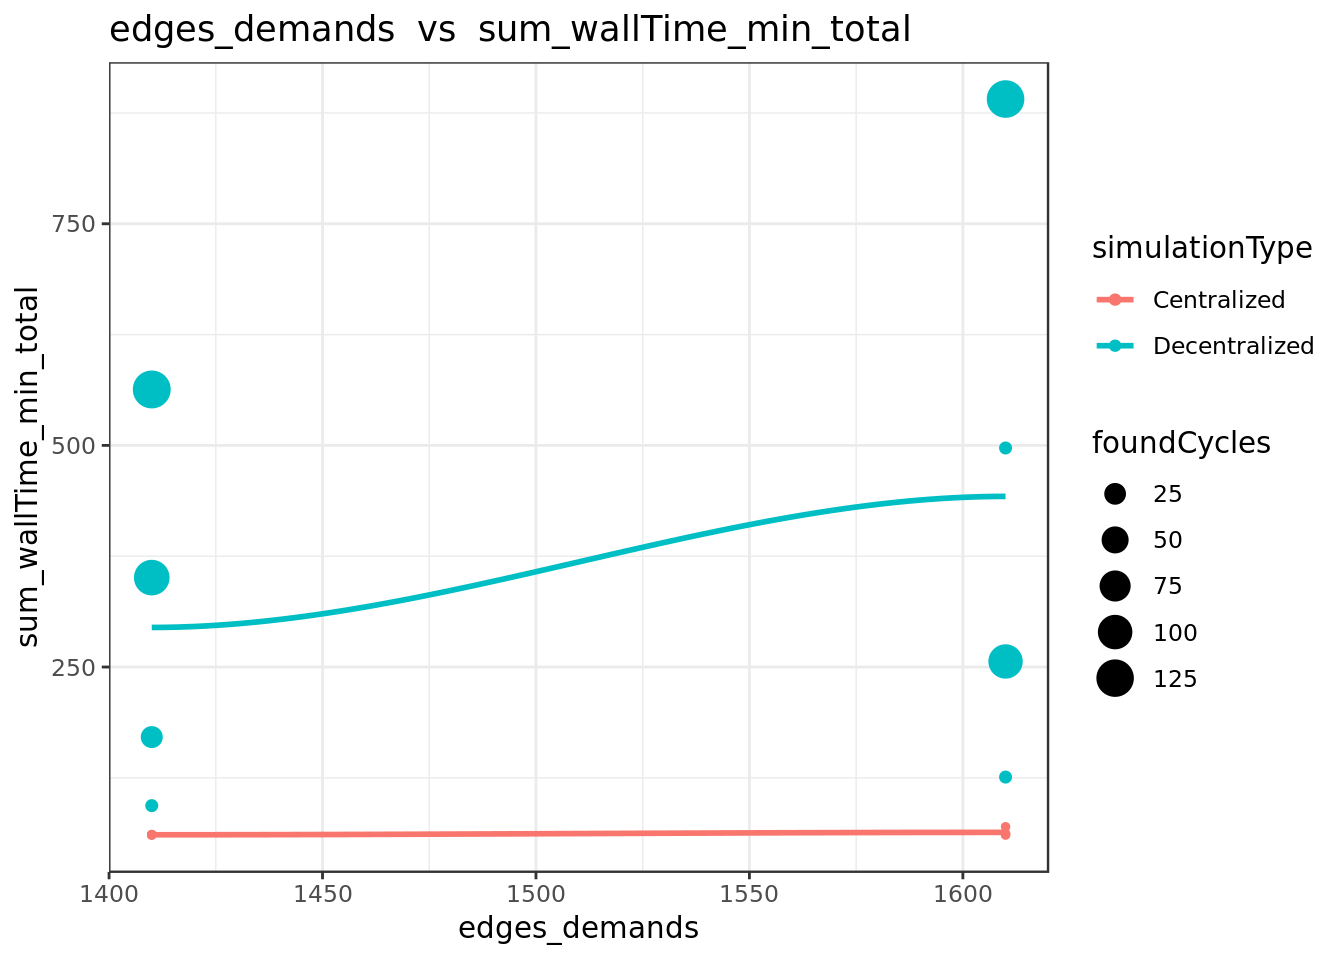 edges_demands  vs  sum_wallTime_min_total
sum_wallTime_min_total
750
500
250
1400
1450
1500
1550
1600
edges_demands
simulationType
Centralized
Decentralized
foundCycles
25
50
75
100
125